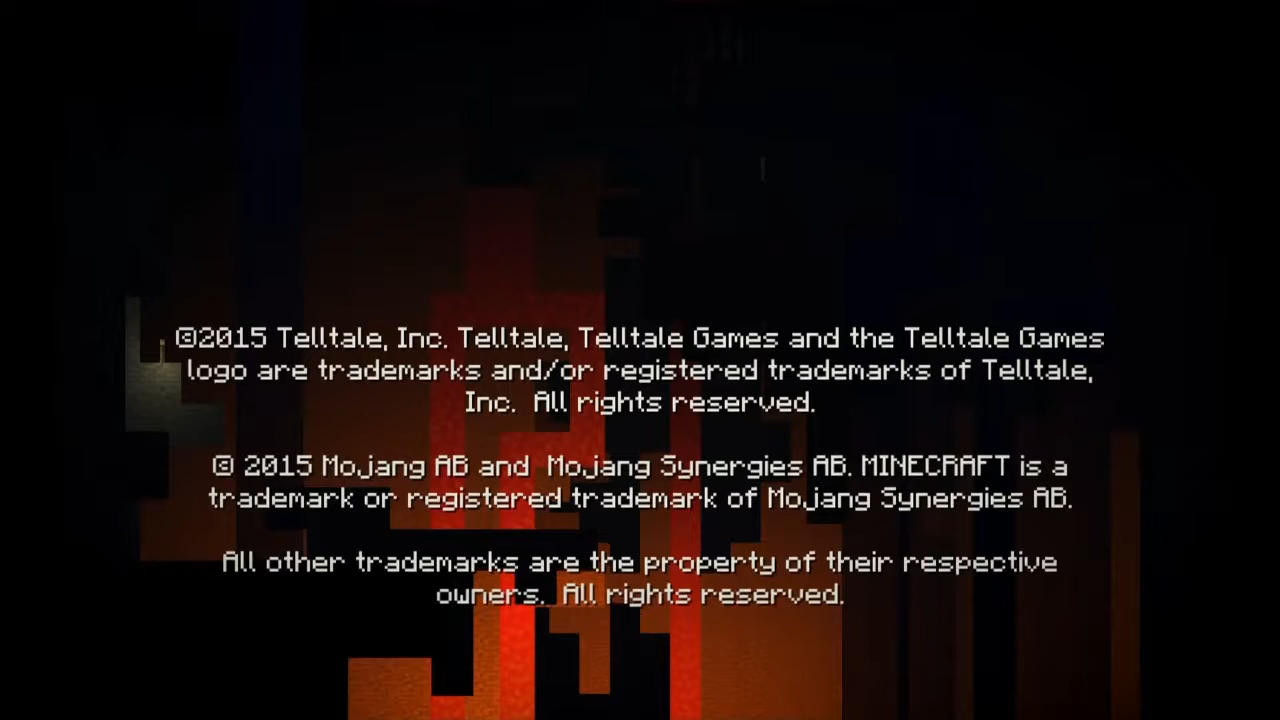 ©2015 Telltale, Inc. Telltale, Telltale Games and the Telltale Games
logo are trademarks and/or registered trademarks of Telltale,
Inc.  All rights reserved.
© 2015 Mojang AB and  Mojang Synergies AB. MINECRAFT is a
trademark or registered trademark of Mojang Synergies AB.
All other trademarks are the property of their respective
owners.  All rights reserved.